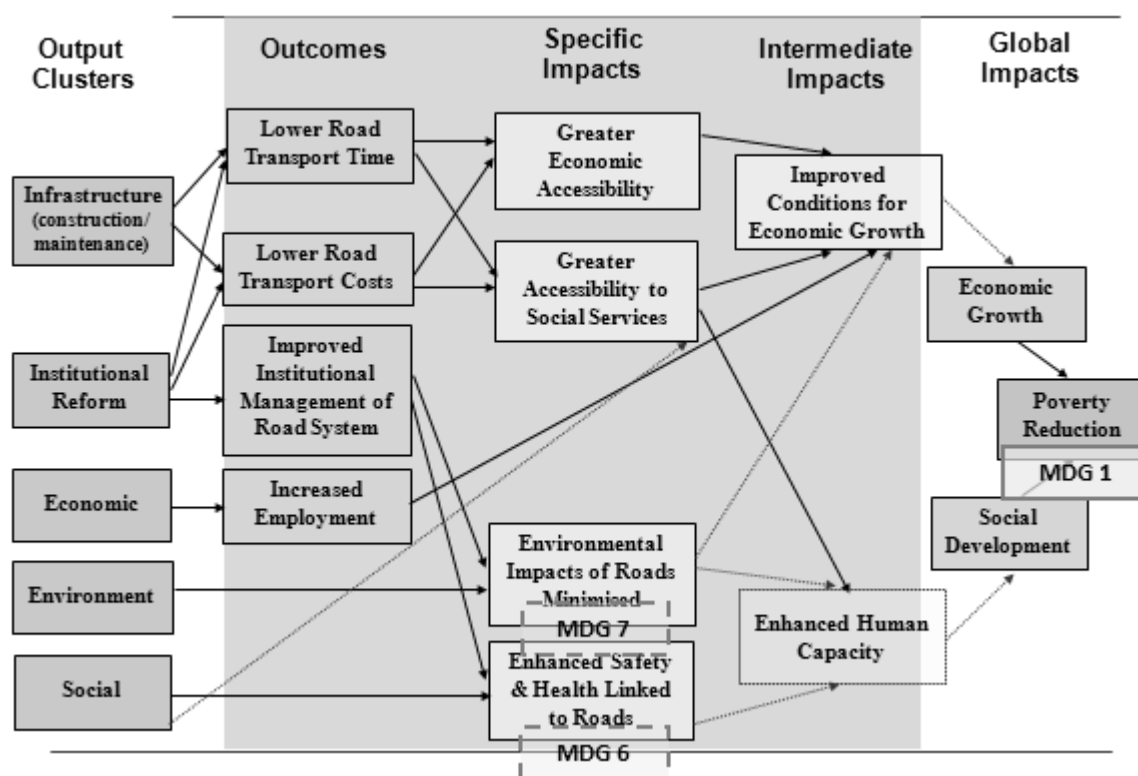 Output
Clusters
Outcomes
Specific
Impacts
Intermediate
Impacts
Global
Impacts
Infrastructure
(construction/
maintenance)
Institutional
Reform
Economic
Environment
Social
Lower Road
Transport Time
Lower Road
Transport Costs
Improved
Institutional
Management of
Road System
Increased
Employment
Greater
Economic
Accessibility
Greater
Accessibility to
Social Services
Environmental
Impacts of Roads
Minimised
MDG 7
Enhanced Safety
& Health Linked
to Roads
MDG 6
Improved
Conditions for
Economic Growth
Enhanced Human
Capacity
Economic
Growth
Poverty
Reduction
MDG 1
Social
Development